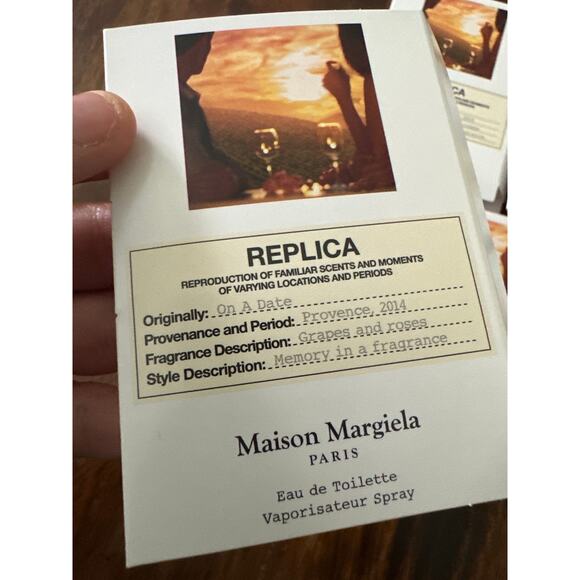 REPLICA
REPRODUCTION OF FAMILIAR SCENTS AND MOMENTS
OF VARYING LOCATIONS AND PERIODS
Originally: On A Date
Provenance and Period: Provence, 2014
Fragrance Description: Grapes and roses
Style Description: Memory in a fragrance
Maison Margiela
PARIS
Eau de Toilette
Vaporisateur Spray